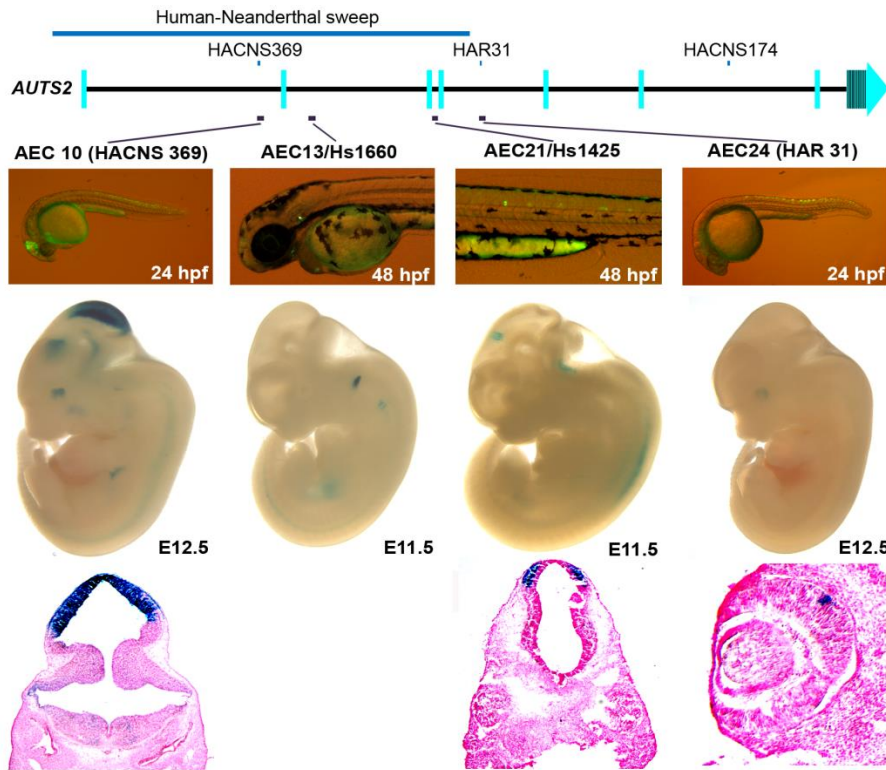 Human-Neanderthal sweep
HACNS369
HAR31
HACNS174
AUTS2
AEC 10 (HACNS 369)
AEC13/Hs1660
AEC21/Hs1425
AEC24 (HAR 31)
24 hpf
48 hpf
48 hpf
24 hpf
E12.5
E11.5
E11.5
E12.5